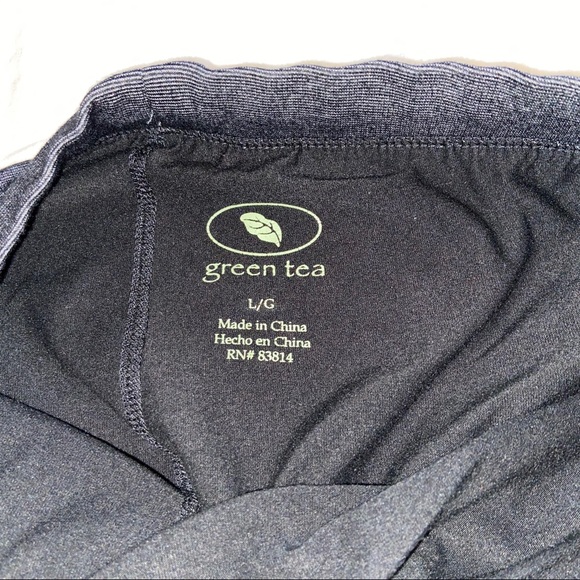 green tea
L/G
Made in China
Hecho en China
RN# 83814